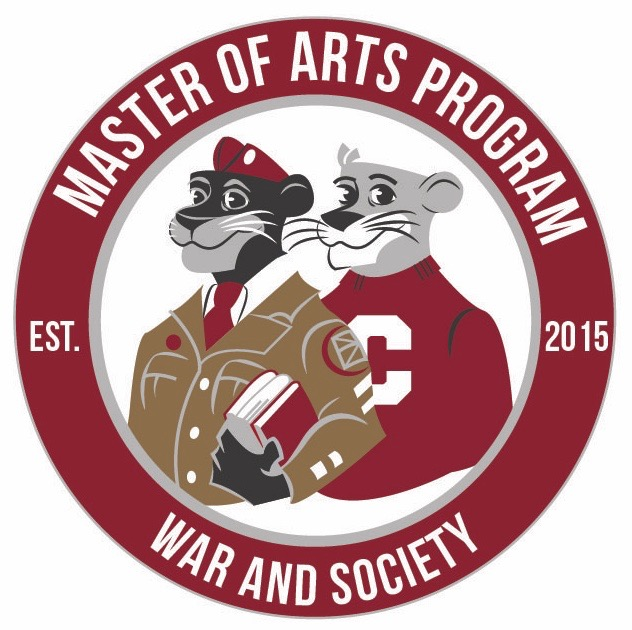 MASTER OF ARTS PROGRAM
EST.
2015
C
WAR AND SOCIETY